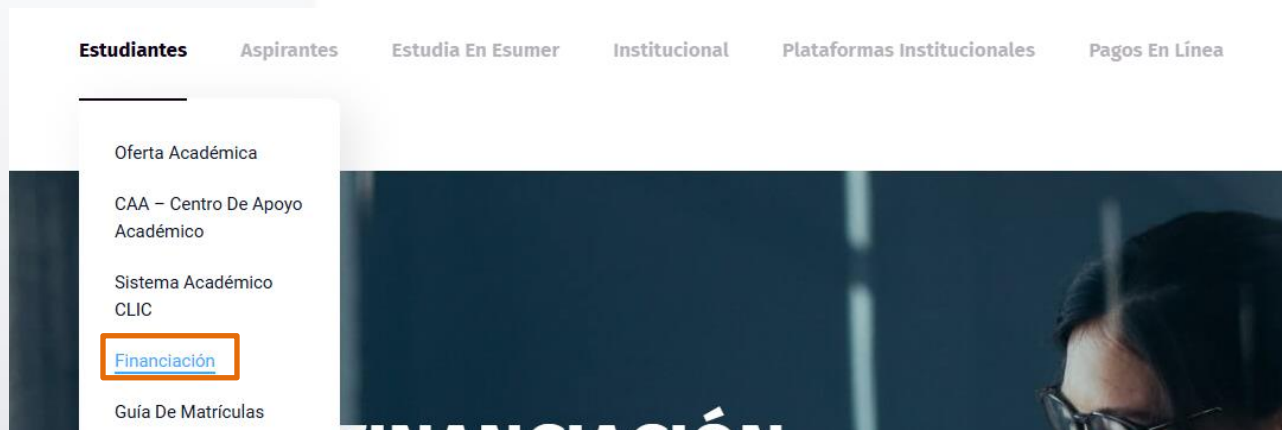 Estudiantes Aspirantes Estudia En Esumer Institucional Plataformas Institucionales Pagos En Línea
Oferta Académica
CAA – Centro De Apoyo
Académico
Sistema Académico
CLIC
Financiación
Guía De Matrículas
FINANCIACIÓN